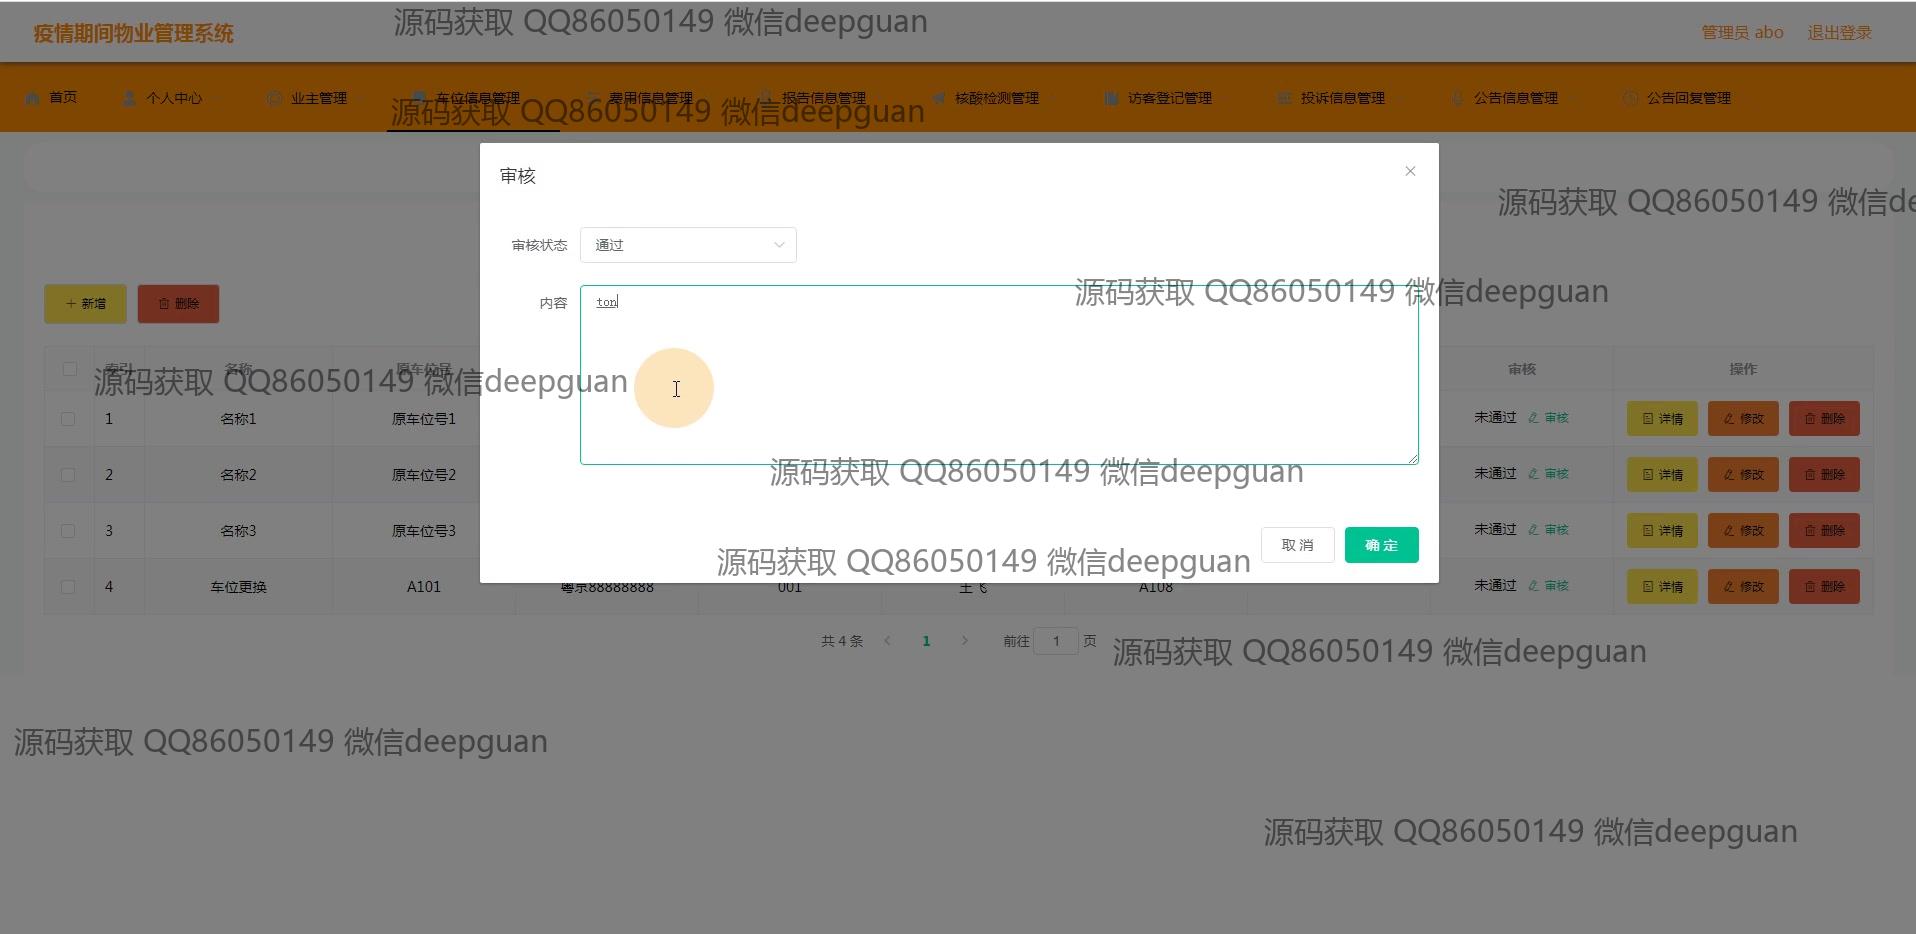 源码获取 QQ86050149 微信deepguan
疫情期间物业管理系统
管理员 abo
退出登录
首页
个人中心
业主管理
车位信息管理
费用信息管理
报告信息管理
核酸检测管理
访客登记管理
投诉信息管理
公告信息管理
公告回复管理
源码获取 QQ86050149 微信deepguan
审核
源码获取 QQ86050149 微信de
审核状态 通过
源码获取 QQ86050149 微信deepguan
内容 ton
新增 删除
索引 名称 原车位号 审核 操作
源码获取 QQ86050149 微信deepguan
1 名称1 原车位号1 未通过 审核 详情 修改 删除
2 名称2 原车位号2 未通过 审核 详情 修改 删除
源码获取 QQ86050149 微信deepguan
3 名称3 原车位号3 未通过 审核 详情 修改 删除
取消 确定
源码获取 QQ86050149 微信deepguan
4 车位更换 A101 粤京88888888 001 A108 未通过 审核 详情 修改 删除
共 4 条 1 前往 1 页
源码获取 QQ86050149 微信deepguan
源码获取 QQ86050149 微信deepguan
源码获取 QQ86050149 微信deepguan